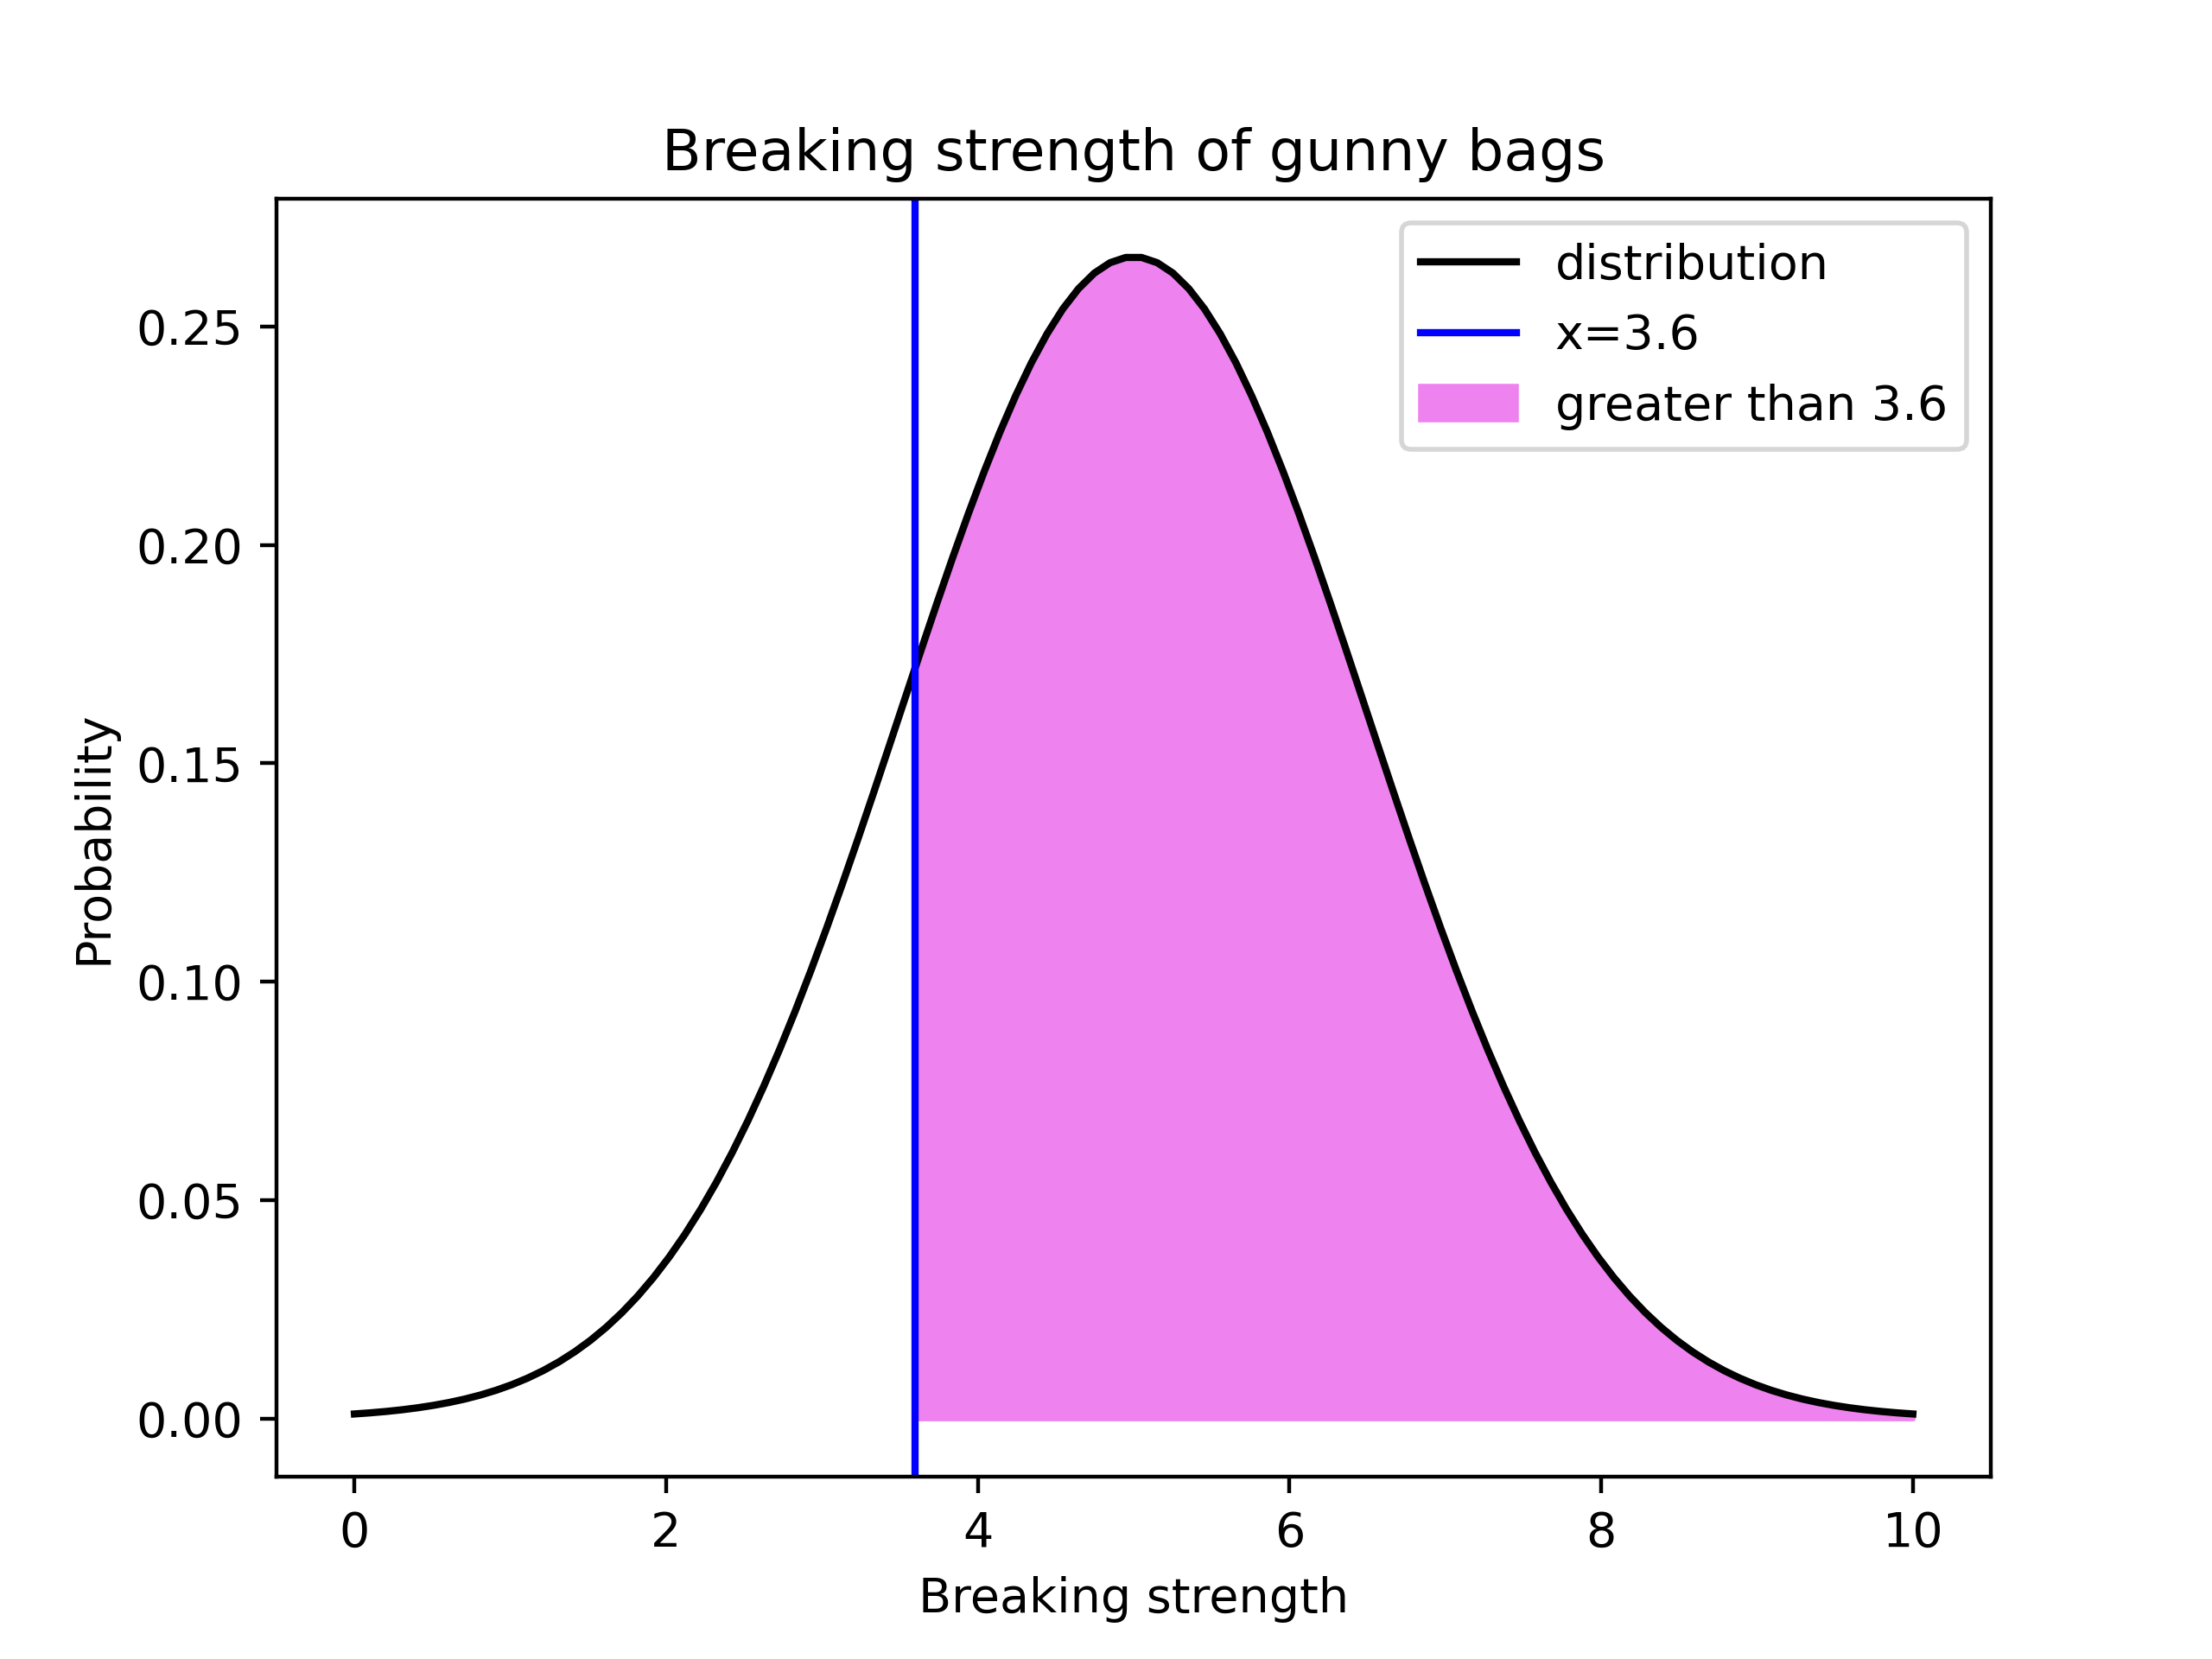 Breaking strength of gunny bags
distribution
x=3.6
greater than 3.6
Probability
0.25
0.20
0.15
0.10
0.05
0.00
0 2 4 6 8 10
Breaking strength